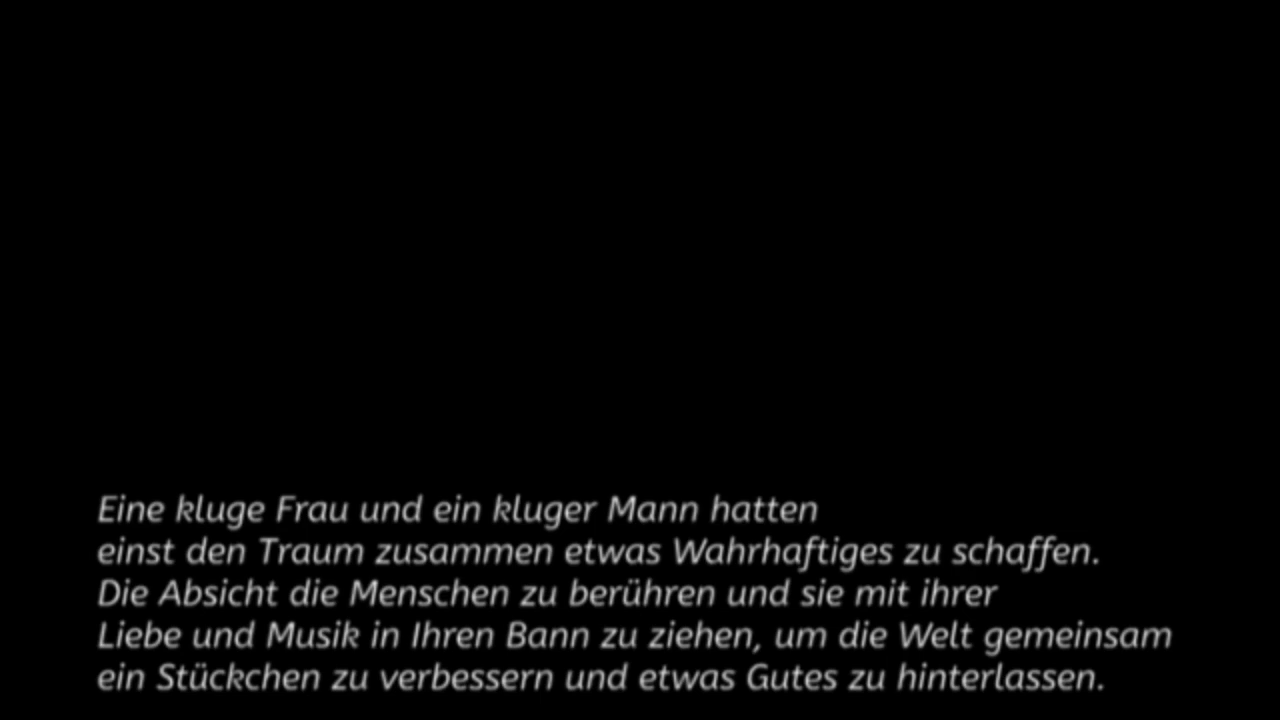 Eine kluge Frau und ein kluger Mann hatten
einst den Traum zusammen etwas Wahrhaftiges zu schaffen.
Die Absicht die Menschen zu berühren und sie mit ihrer
Liebe und Musik in Ihren Bann zu ziehen, um die Welt gemeinsam
ein Stückchen zu verbessern und etwas Gutes zu hinterlassen.